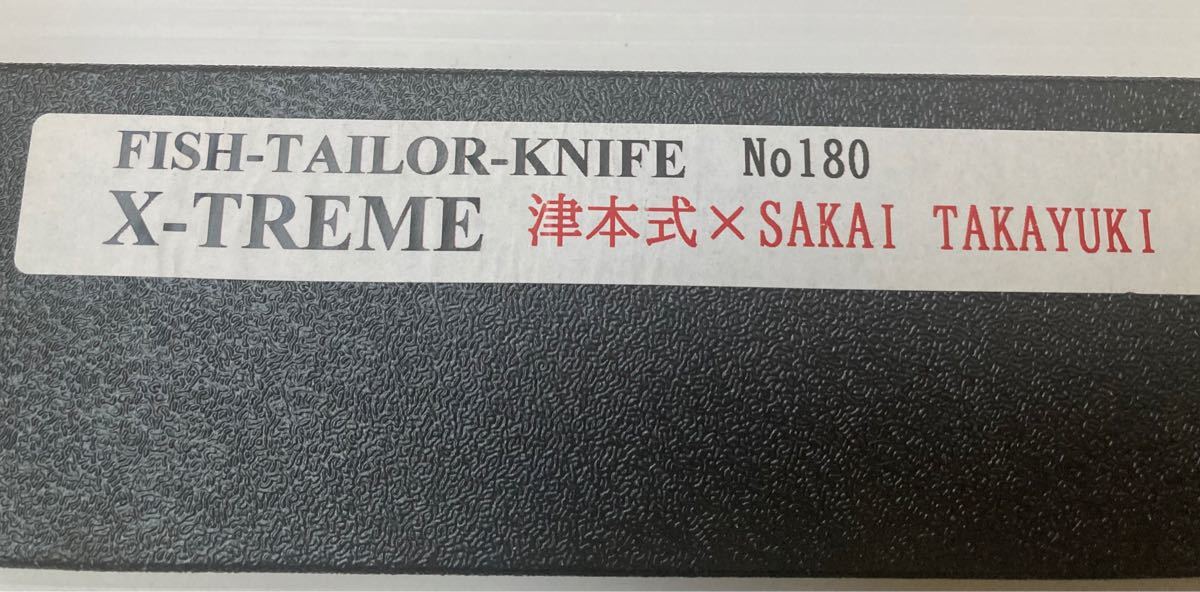 FISH-TAILOR-KNIFE No180
X-TREME 津本式×SAKAI TAKAYUKI